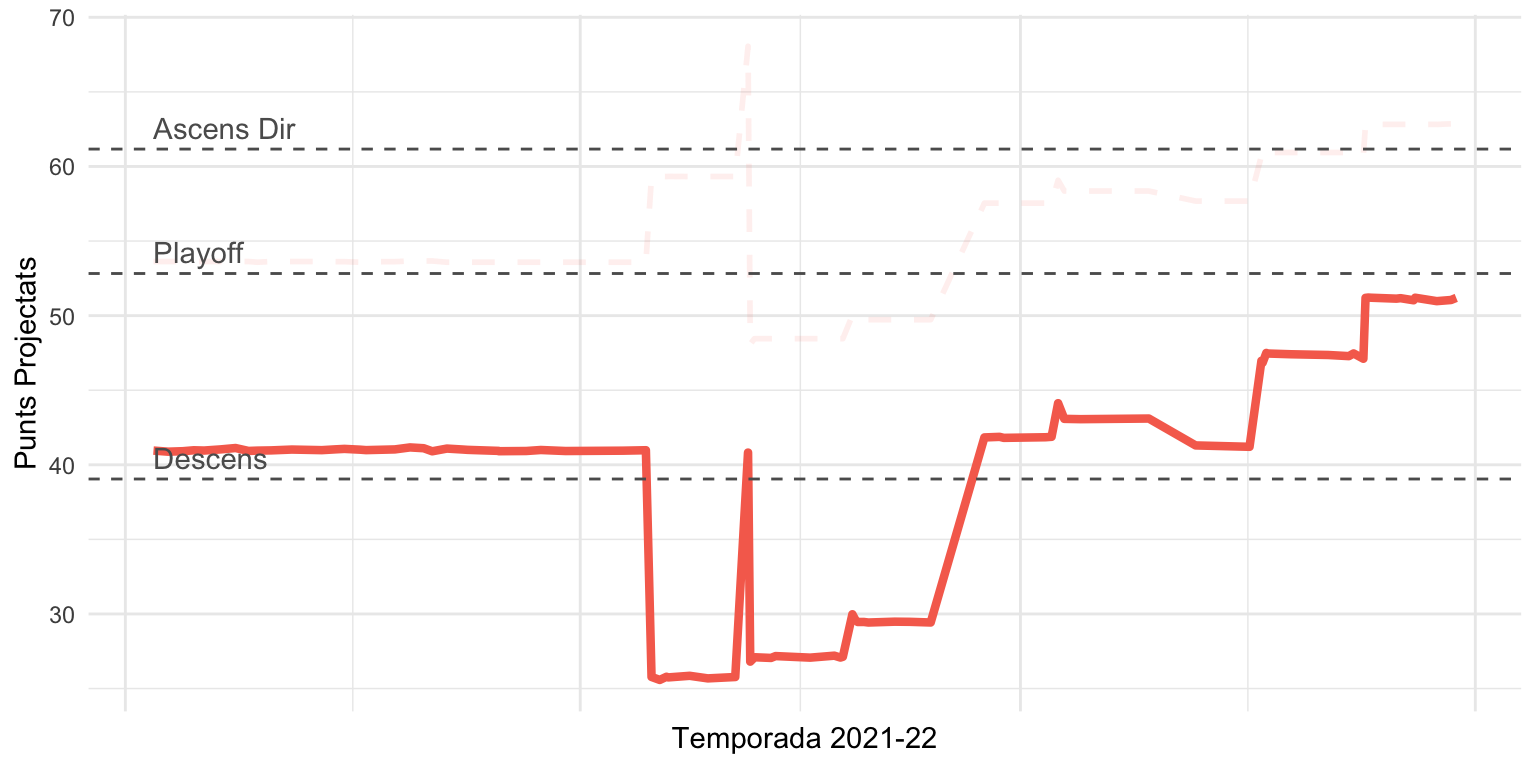 70
60
50
40
30
Ascens Dir
Playoff
Descens
Punts Projectats
Temporada 2021-22